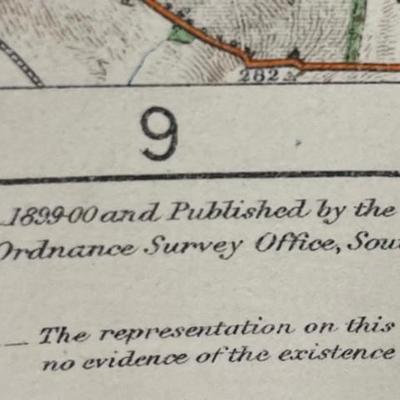 282
9
1899-00 and Published by the
Ordnance Survey Office, Sou
The representation on this
no evidence of the existence